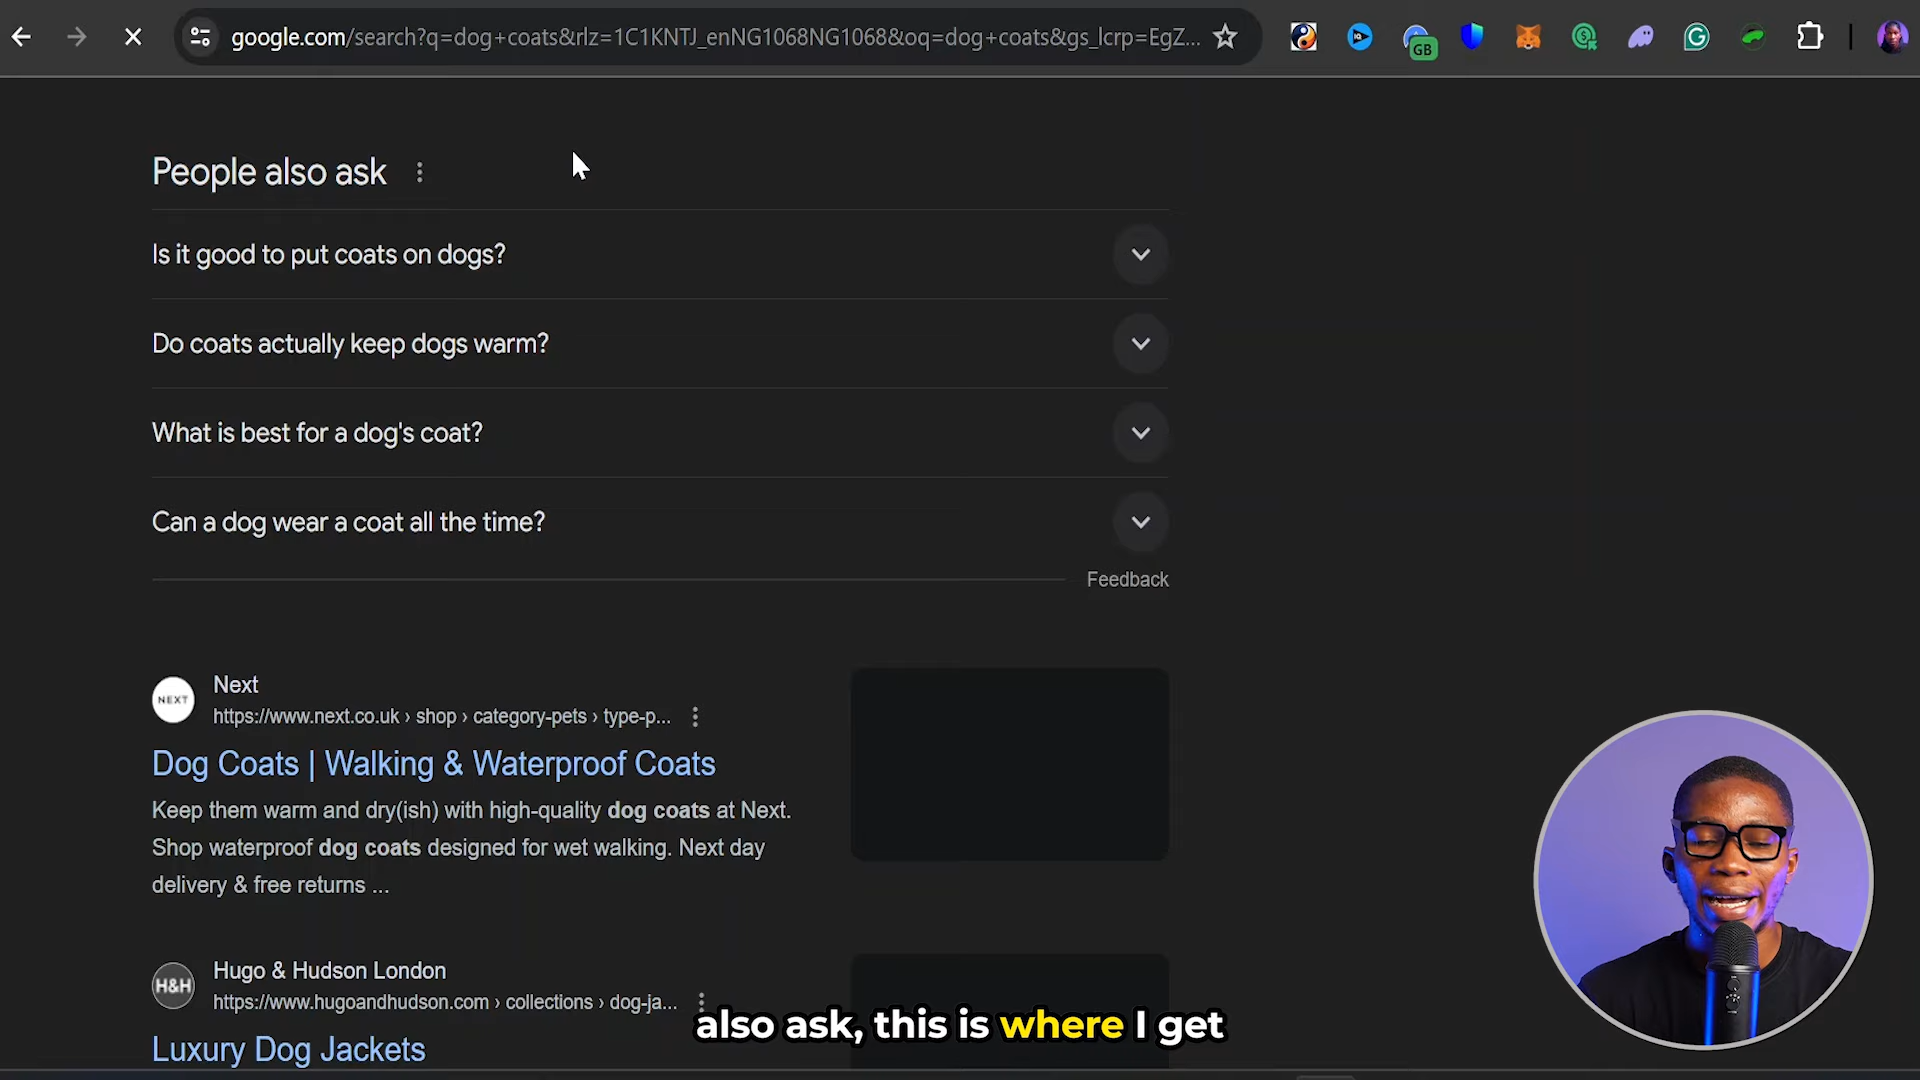 google.com/search?q=dog+coats&rlz=1C1KNTJ_enNG1068NG1068&oq=dog+coats&gs_lcrp=EgZ...
GB
People also ask
Is it good to put coats on dogs?
Do coats actually keep dogs warm?
What is best for a dog's coat?
Can a dog wear a coat all the time?
Feedback
NEXT
Next
https://www.next.co.uk › shop › category-pets › type-p...
Dog Coats | Walking & Waterproof Coats
Keep them warm and dry(ish) with high-quality dog coats at Next.
Shop waterproof dog coats designed for wet walking. Next day
delivery & free returns ...
H&H
Hugo & Hudson London
https://www.hugoandhudson.com › collections › dog-ja...
Luxury Dog Jackets
also ask, this is where I get